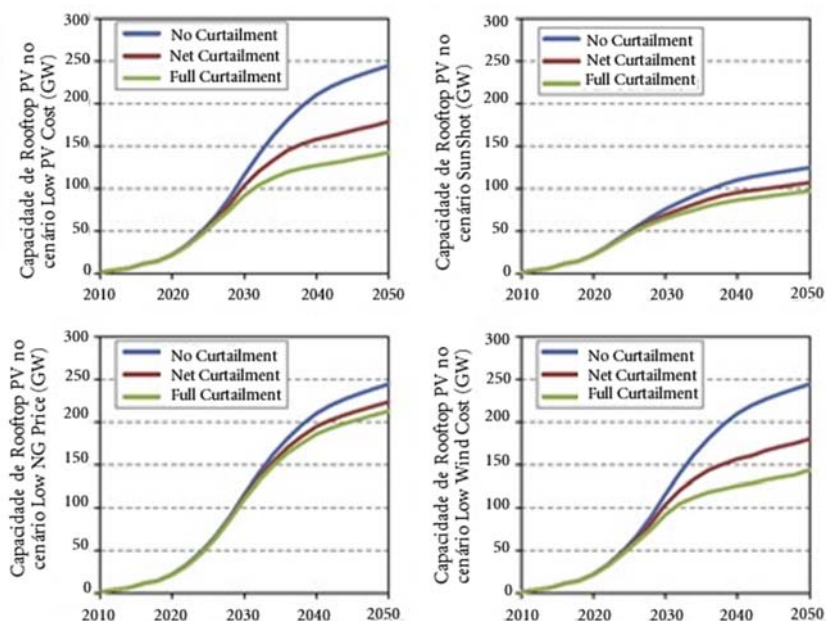 Capacidade de Rooftop PV no
cenário Low PV Cost (GW)
300
250
200
150
100
50
0
No Curtailment
Net Curtailment
Full Curtailment
2010 2020 2030 2040 2050
Capacidade de Rooftop PV no
cenário SunShot (GW)
300
250
200
150
100
50
0
No Curtailment
Net Curtailment
Full Curtailment
2010 2020 2030 2040 2050
Capacidade de Rooftop PV no
cenário Low NG Price (GW)
300
250
200
150
100
50
0
No Curtailment
Net Curtailment
Full Curtailment
2010 2020 2030 2040 2050
Capacidade de Rooftop PV no
cenário Low Wind Cost (GW)
300
250
200
150
100
50
0
No Curtailment
Net Curtailment
Full Curtailment
2010 2020 2030 2040 2050